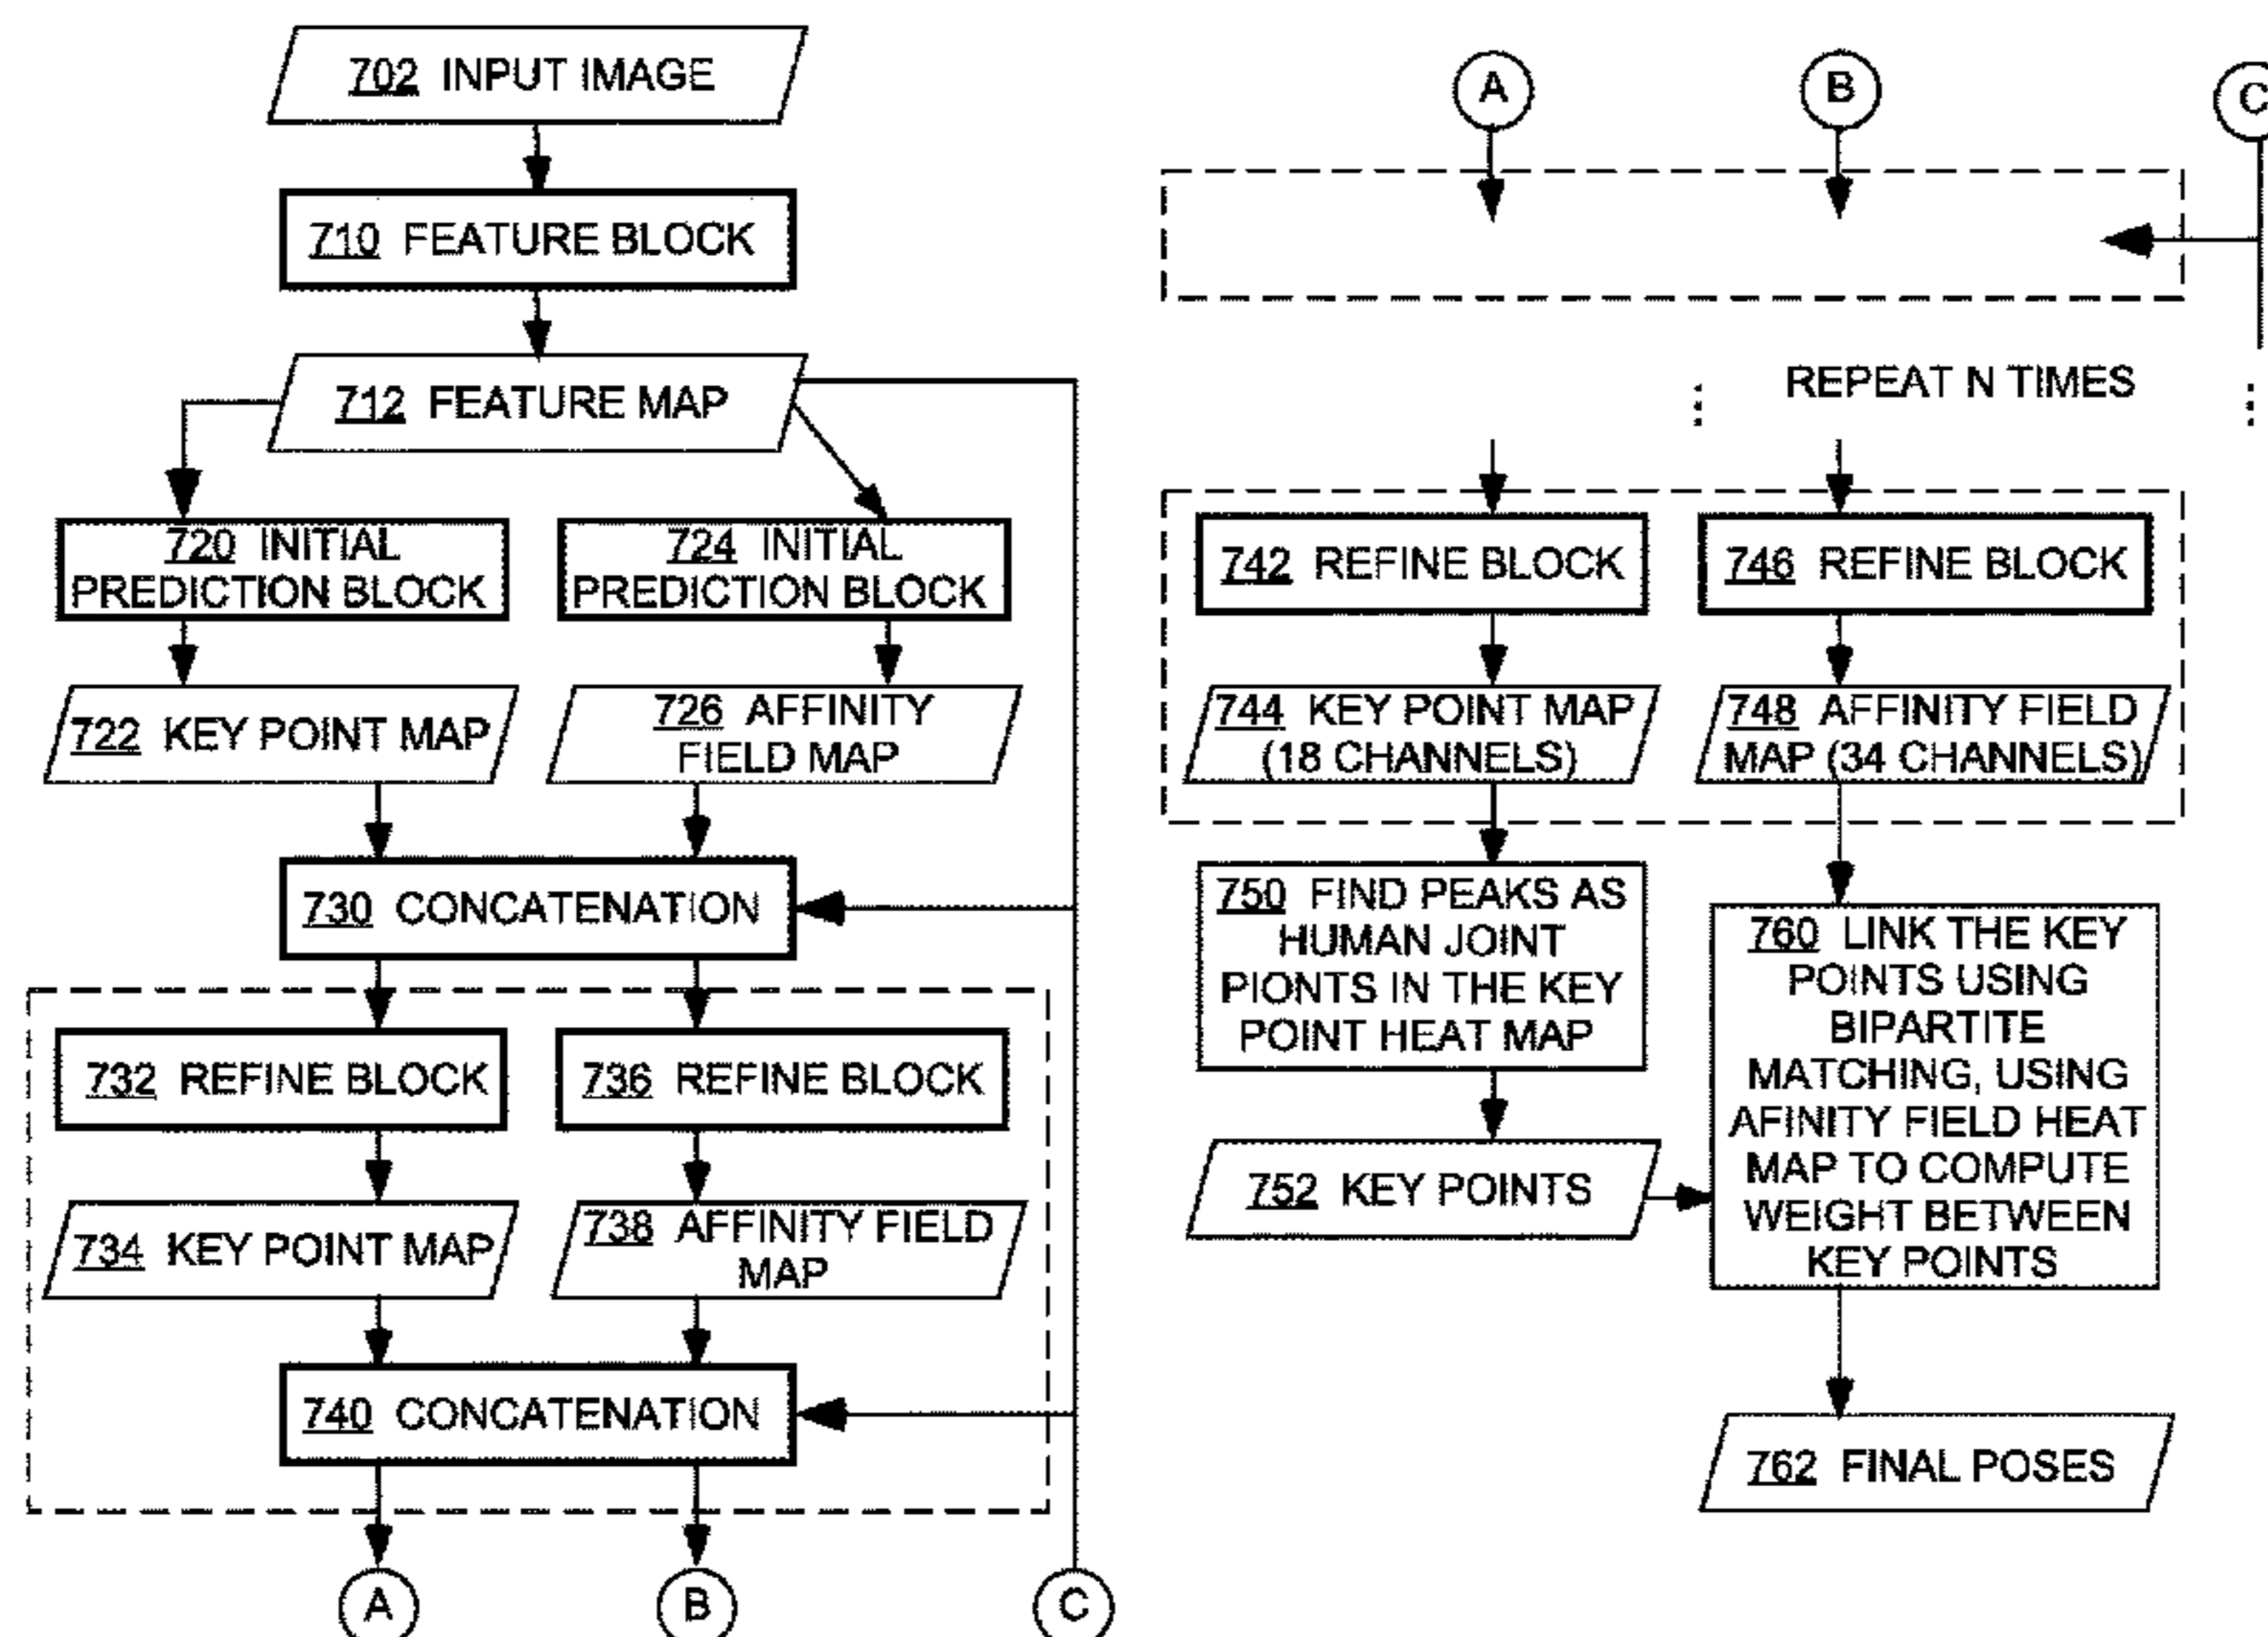 702 INPUT IMAGE
710 FEATURE BLOCK
712 FEATURE MAP
720 INITIAL
PREDICTION BLOCK
724 INITIAL
PREDICTION BLOCK
722 KEY POINT MAP
726 AFFINITY
FIELD MAP
730 CONCATENATION
732 REFINE BLOCK
736 REFINE BLOCK
734 KEY POINT MAP
738 AFFINITY FIELD
MAP
740 CONCATENATION
A
B
C
A
B
C
REPEAT N TIMES
742 REFINE BLOCK
746 REFINE BLOCK
744 KEY POINT MAP
(18 CHANNELS)
748 AFFINITY FIELD
MAP (34 CHANNELS)
750 FIND PEAKS AS
HUMAN JOINT
PIONTS IN THE KEY
POINT HEAT MAP
752 KEY POINTS
760 LINK THE KEY
POINTS USING
BIPARTITE
MATCHING, USING
AFINITY FIELD HEAT
MAP TO COMPUTE
WEIGHT BETWEEN
KEY POINTS
762 FINAL POSES